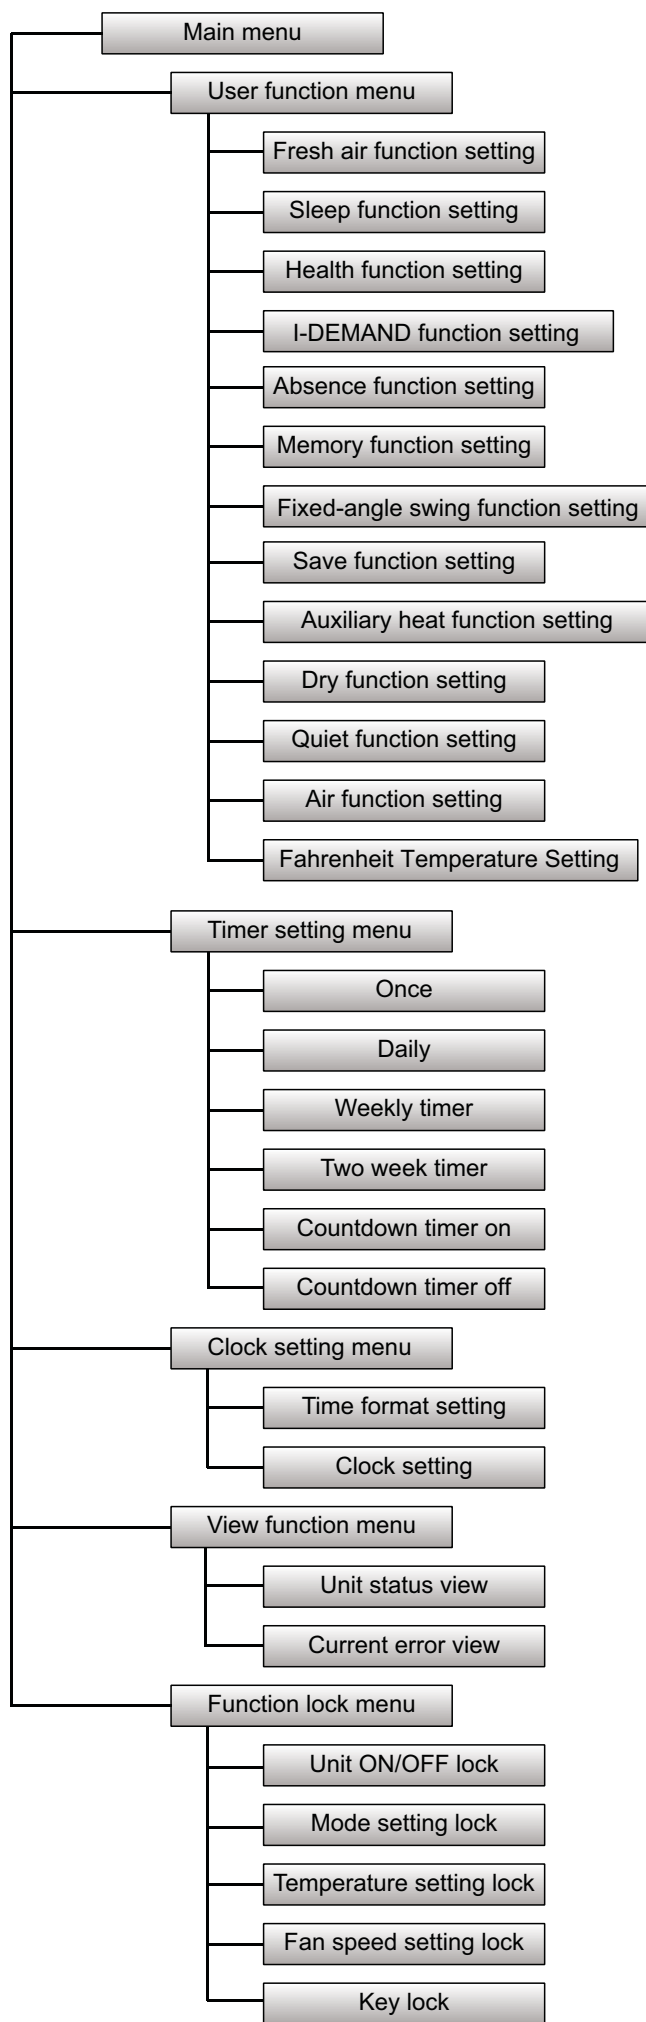 Main menu
User function menu
Fresh air function setting
Sleep function setting
Health function setting
I-DEMAND function setting
Absence function setting
Memory function setting
Fixed-angle swing function setting
Save function setting
Auxiliary heat function setting
Dry function setting
Quiet function setting
Air function setting
Fahrenheit Temperature Setting
Timer setting menu
Once
Daily
Weekly timer
Two week timer
Countdown timer on
Countdown timer off
Clock setting menu
Time format setting
Clock setting
View function menu
Unit status view
Current error view
Function lock menu
Unit ON/OFF lock
Mode setting lock
Temperature setting lock
Fan speed setting lock
Key lock